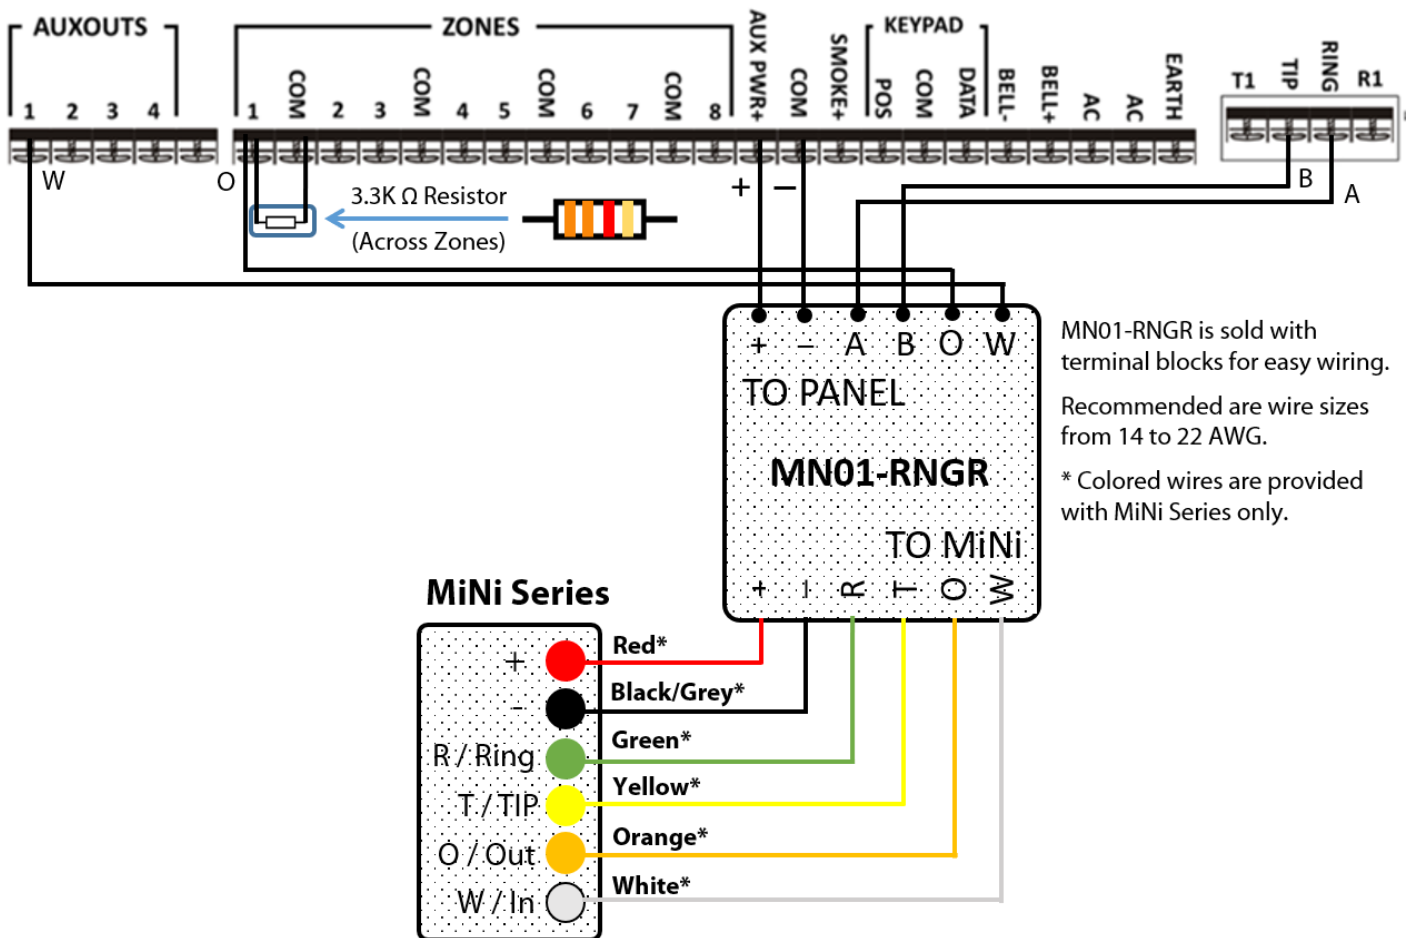 AUXOUTS
1 2 3 4
ZONES
1 COM 2 3 COM 4 5 COM 6 7 COM 8
AUX PWR+
COM
SMOKE+
KEYPAD
POS COM DATA
BELL-
BELL+
AC
AC
EARTH
T1 TIP RING R1
W
O
+ −
B
A
3.3K Ω Resistor
(Across Zones)
+ − A B O W
TO PANEL
MN01-RNGR
TO MiNi
+ − R T O W
MN01-RNGR is sold with
terminal blocks for easy wiring.
Recommended are wire sizes
from 14 to 22 AWG.
* Colored wires are provided
with MiNi Series only.
MiNi Series
+ Red*
- Black/Grey*
R / Ring Green*
T / TIP Yellow*
O / Out Orange*
W / In White*